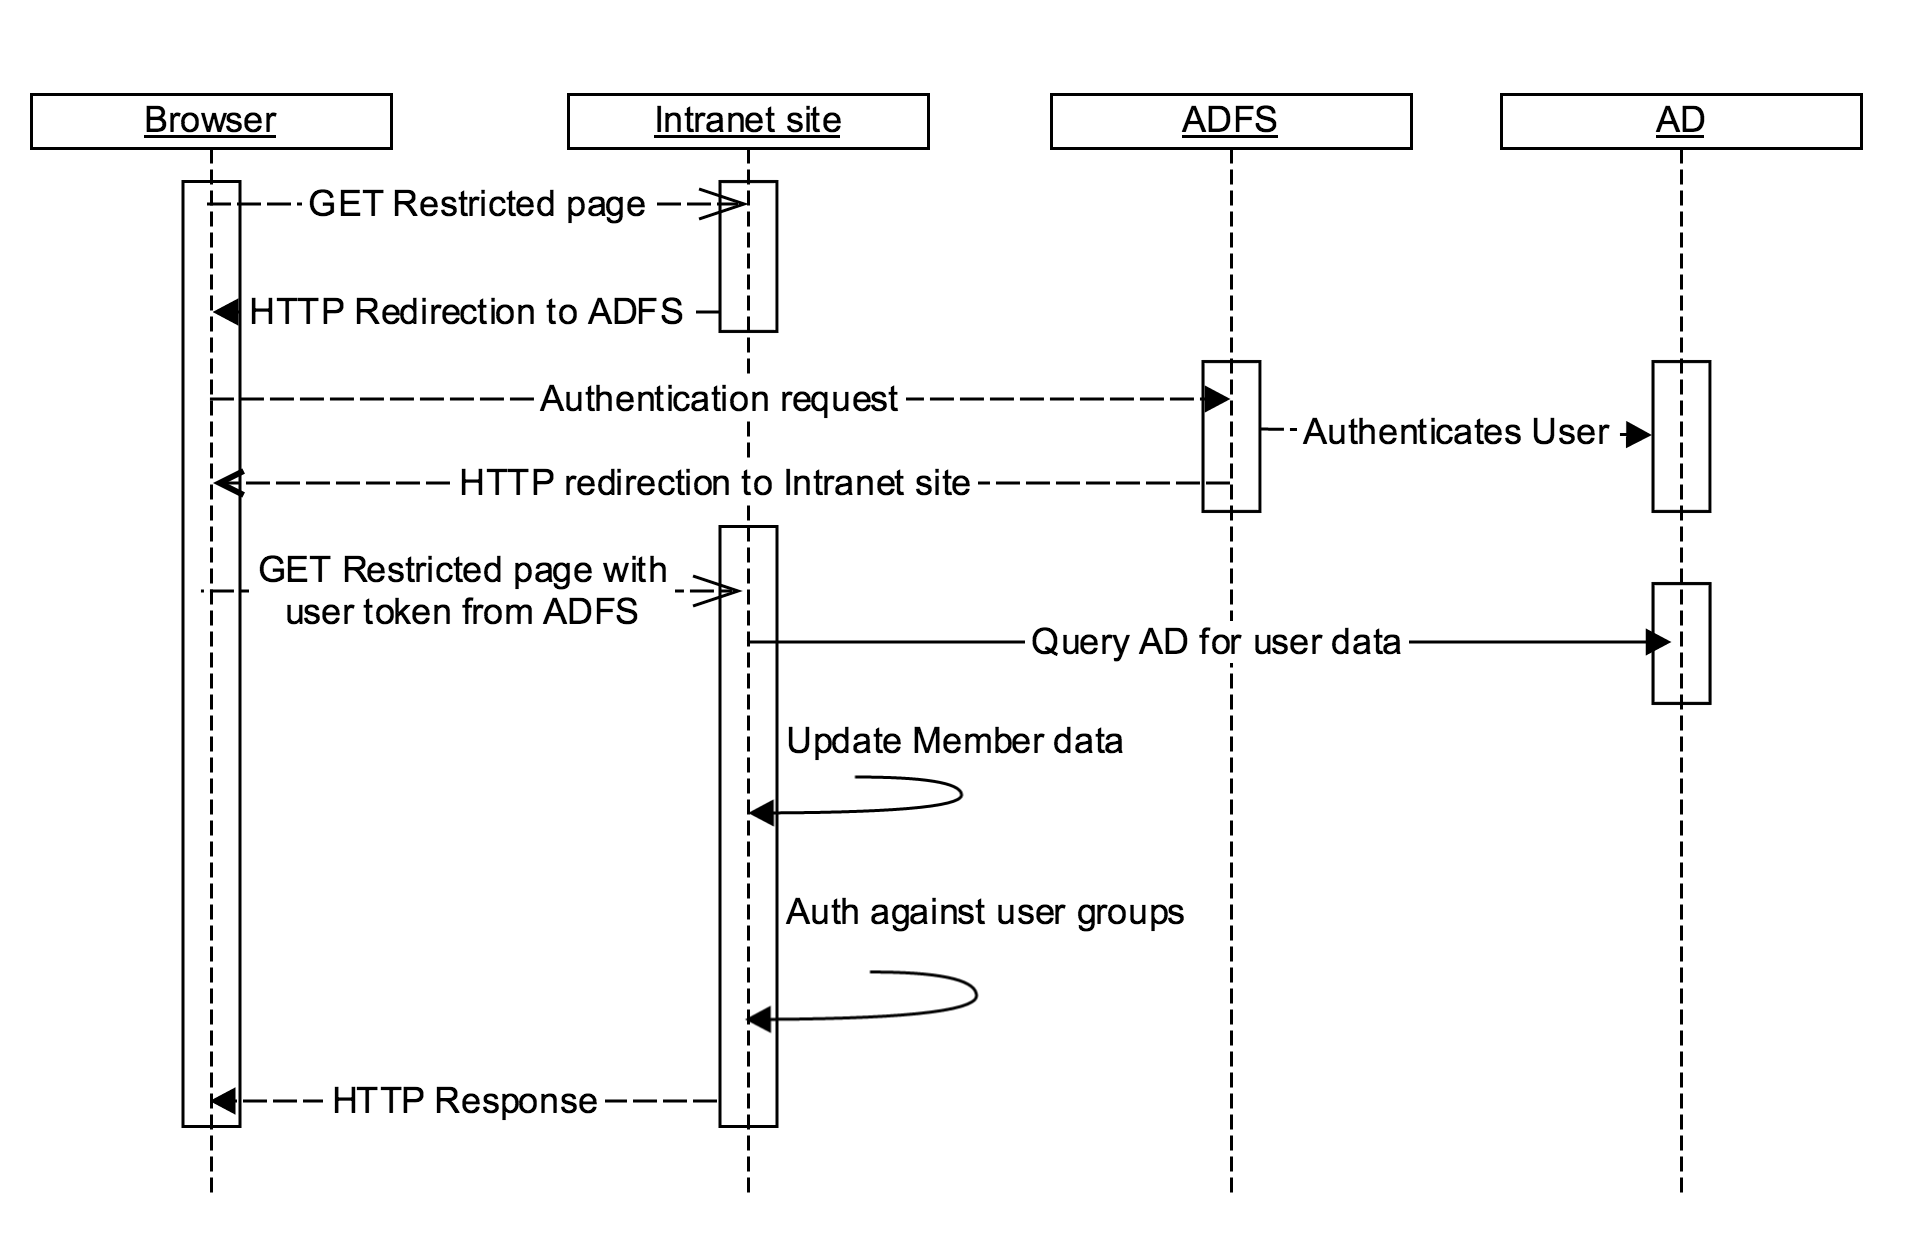 Browser
Intranet site
ADFS
AD
GET Restricted page
HTTP Redirection to ADFS
Authentication request
Authenticates User
HTTP redirection to Intranet site
GET Restricted page with
user token from ADFS
Query AD for user data
Update Member data
Auth against user groups
HTTP Response